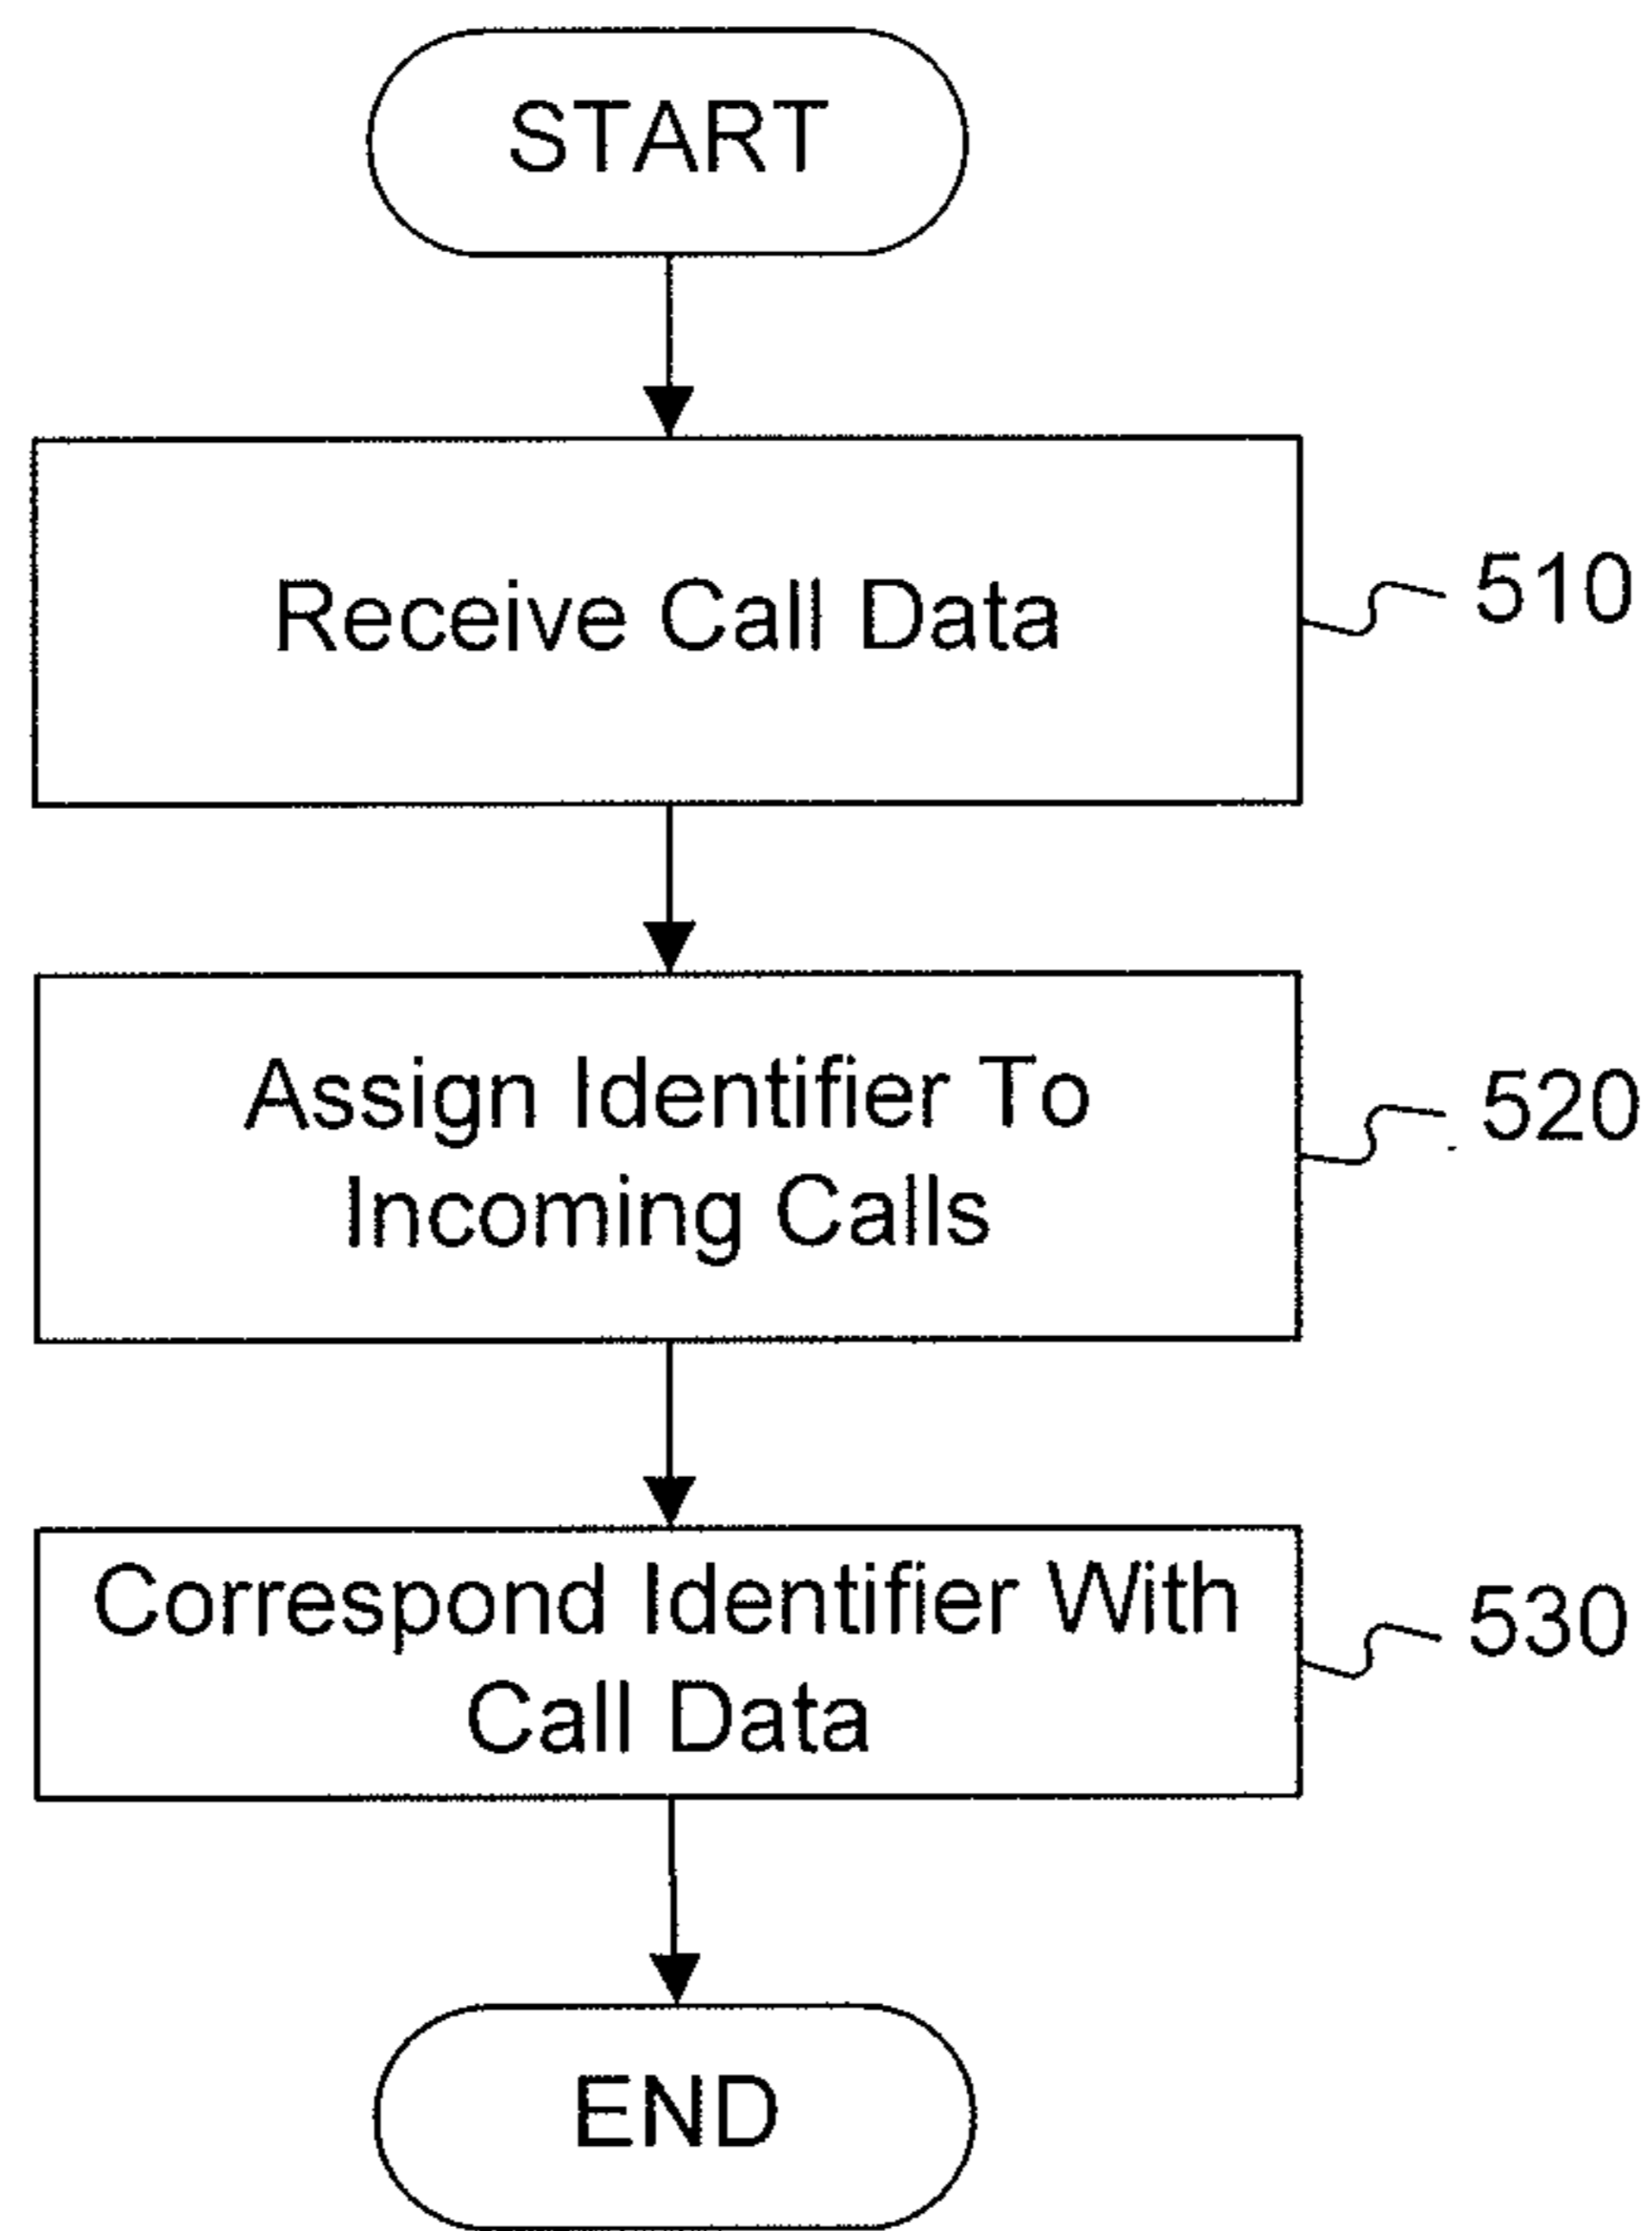 START
Receive Call Data
510
Assign Identifier To
Incoming Calls
520
Correspond Identifier With
Call Data
530
END